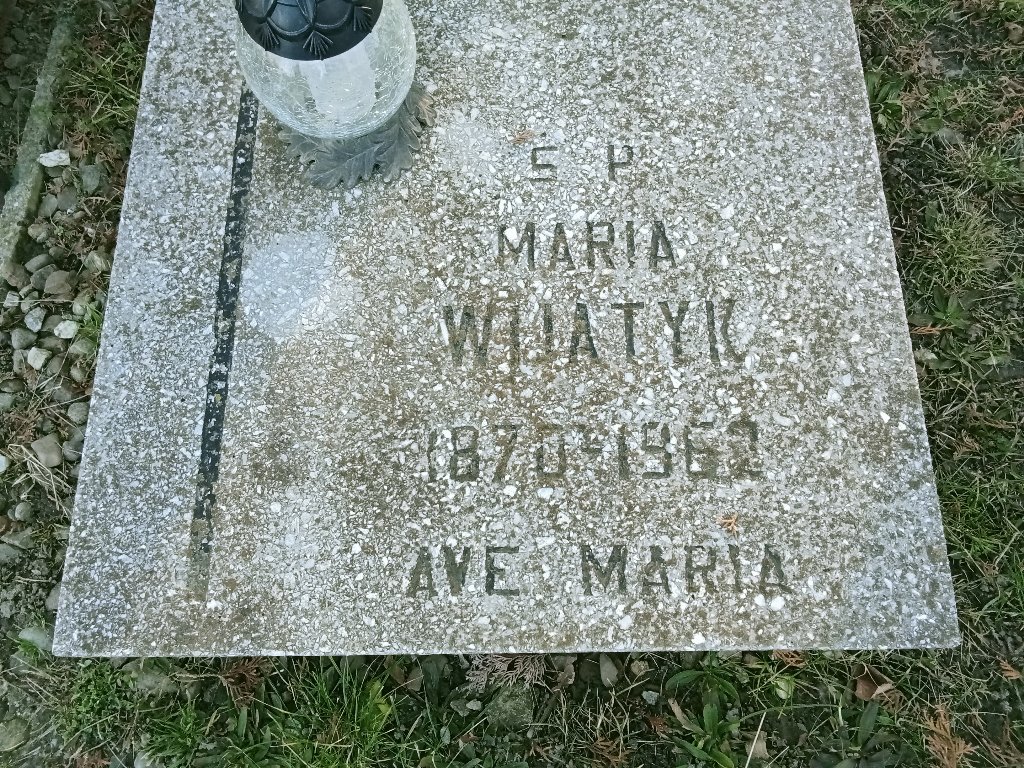 S P
MARIA
WIJATYK
1870-1962
AVE MARIA